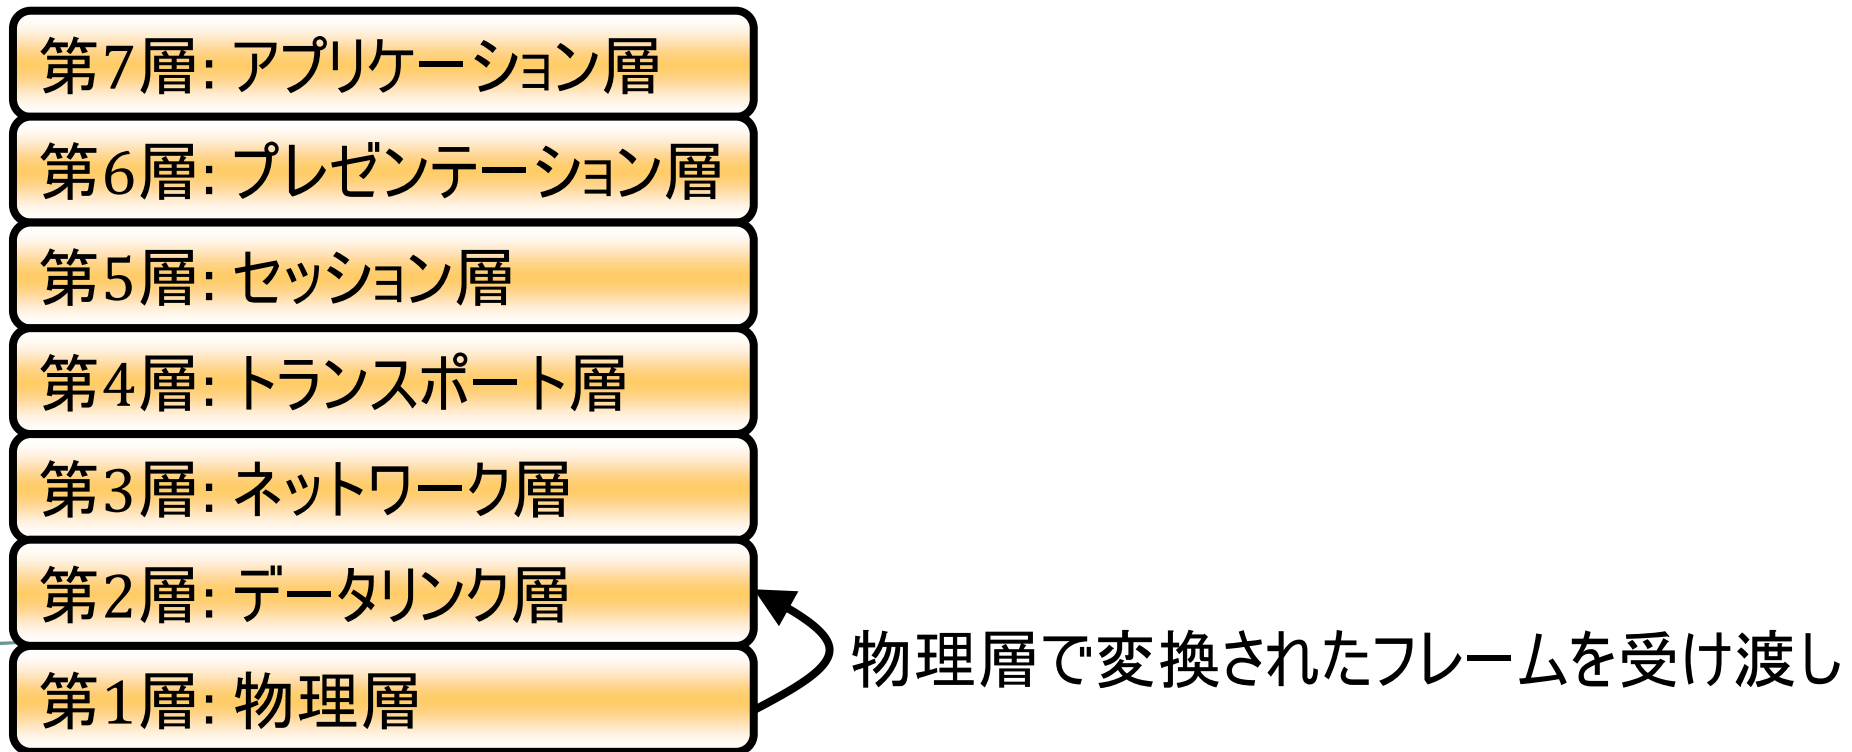 第7層: アプリケーション層
第6層: プレゼンテーション層
第5層: セッション層
第4層: トランスポート層
第3層: ネットワーク層
第2層: データリンク層
物理層で変換されたフレームを受け渡し
第1層: 物理層